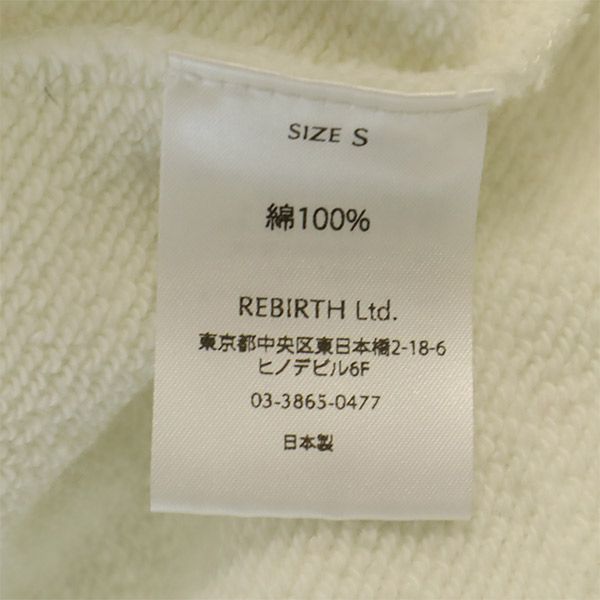 SIZE S
綿100%
REBIRTH Ltd.
東京都中央区東日本橋2-18-6
ヒノデビル6F
03-3865-0477
日本製